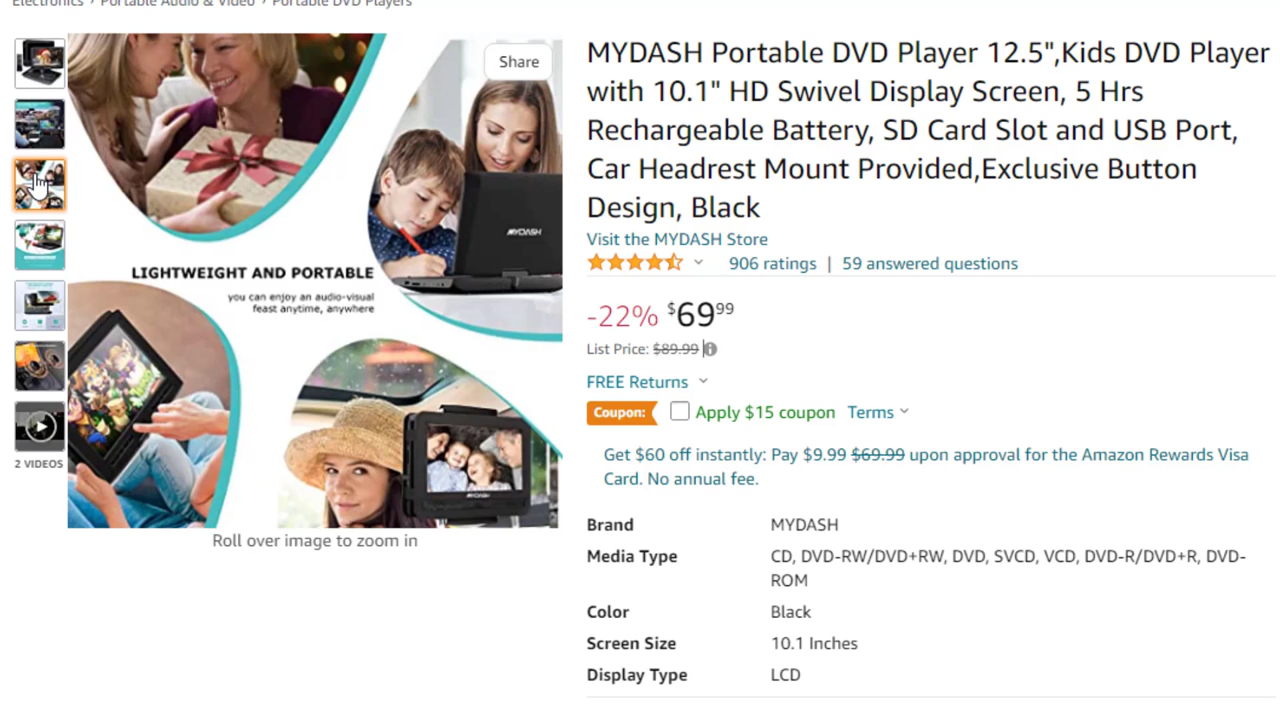 Electronics › Portable Audio & Video › Portable DVD Players
Share
MYDASH
LIGHTWEIGHT AND PORTABLE
you can enjoy an audio-visual
feast anytime, anywhere
MYDASH
2 VIDEOS
Roll over image to zoom in
MYDASH Portable DVD Player 12.5",Kids DVD Player
with 10.1" HD Swivel Display Screen, 5 Hrs
Rechargeable Battery, SD Card Slot and USB Port,
Car Headrest Mount Provided,Exclusive Button
Design, Black
Visit the MYDASH Store
906 ratings | 59 answered questions
-22% $6999
List Price: $89.99
FREE Returns
Coupon: Apply $15 coupon Terms
Get $60 off instantly: Pay $9.99 $69.99 upon approval for the Amazon Rewards Visa
Card. No annual fee.
Brand MYDASH
Media Type CD, DVD-RW/DVD+RW, DVD, SVCD, VCD, DVD-R/DVD+R, DVD-
ROM
Color Black
Screen Size 10.1 Inches
Display Type LCD